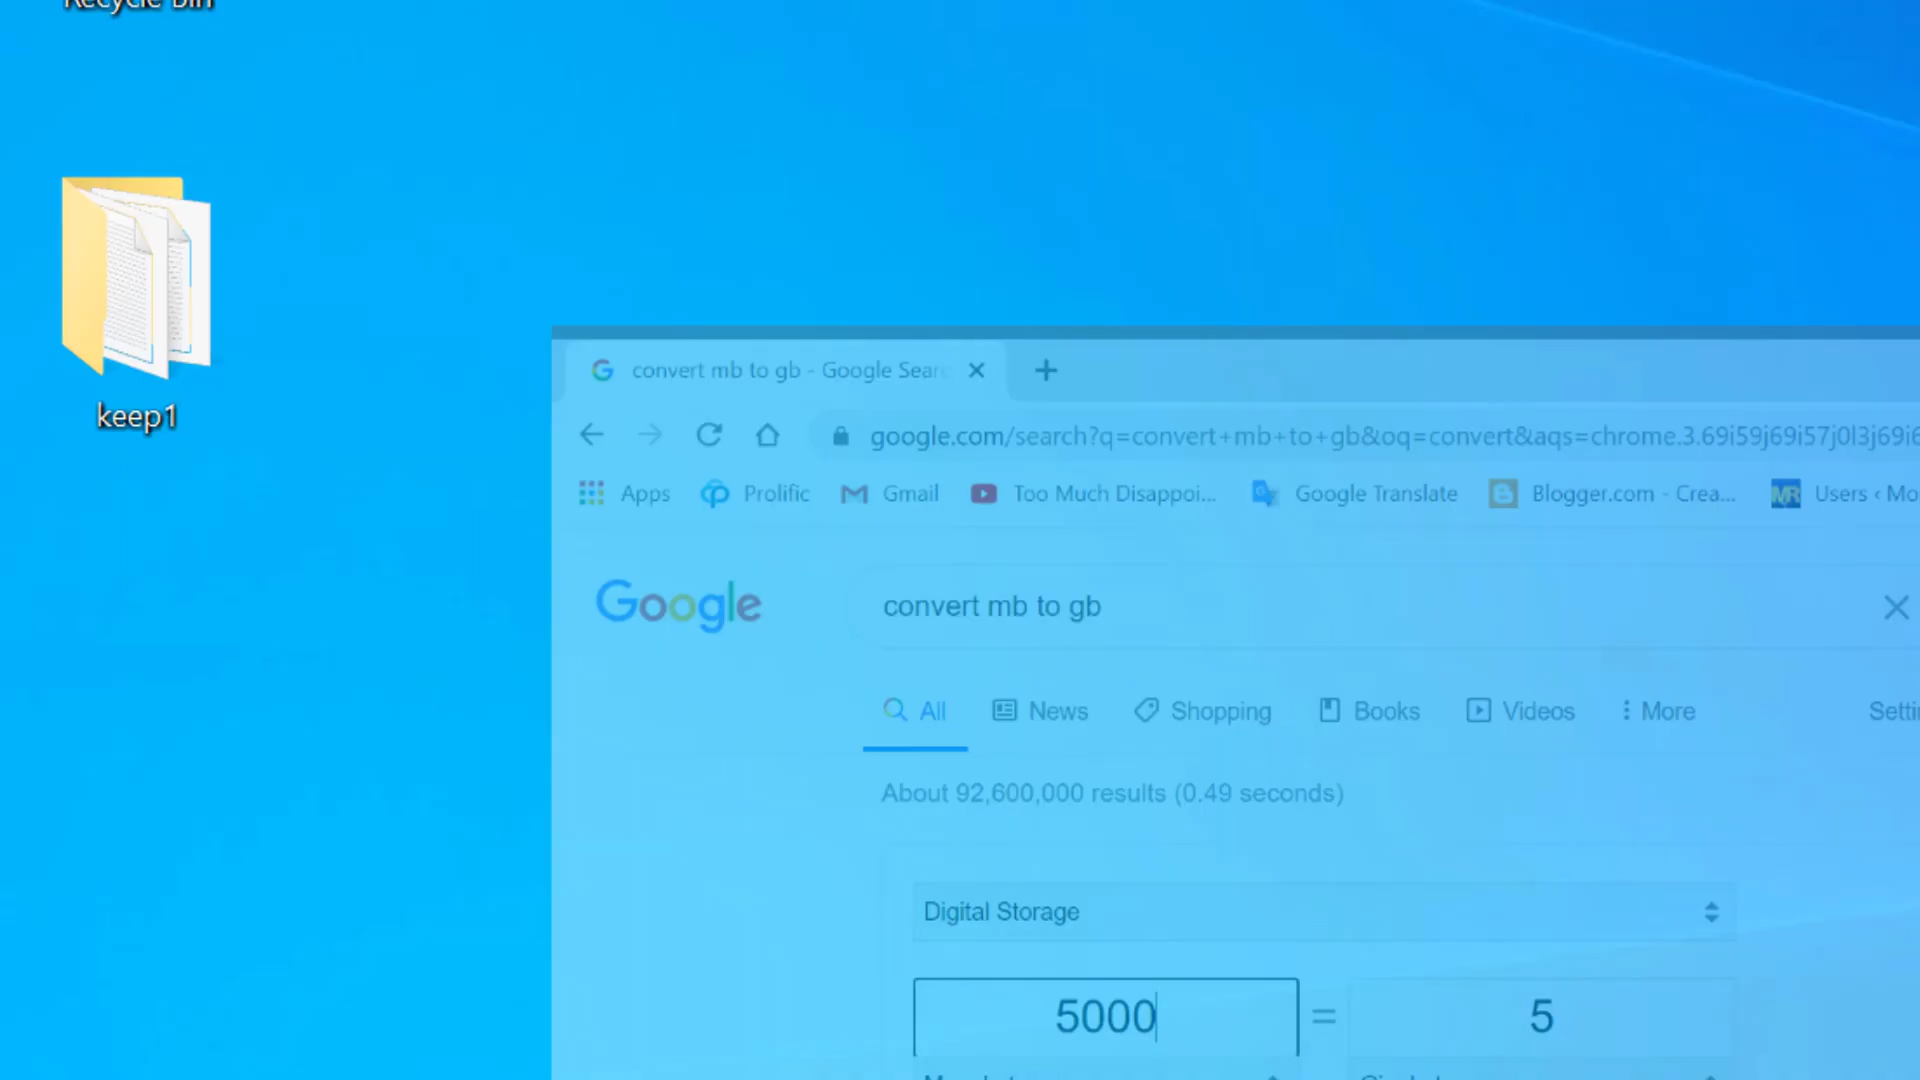 Recycle Bin
keep1
convert mb to gb - Google Sear
google.com/search?q=convert+mb+to+gb&oq=convert&aqs=chrome.3.69i59j69i57j0l3j69i6
Apps Prolific Gmail Too Much Disappoi... Google Translate Blogger.com - Crea... MR Users ‹ Mo
Google convert mb to gb
All News Shopping Books Videos More Setti
About 92,600,000 results (0.49 seconds)
Digital Storage
5000 = 5